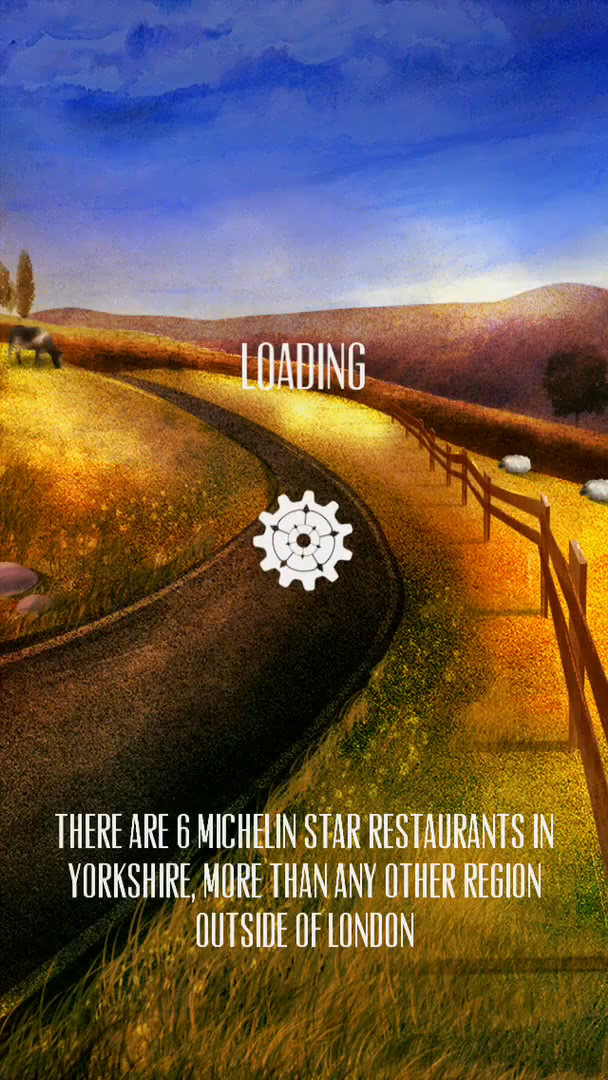 LOADING
THERE ARE 6 MICHELIN STAR RESTAURANTS IN
YORKSHIRE, MORE THAN ANY OTHER REGION
OUTSIDE OF LONDON